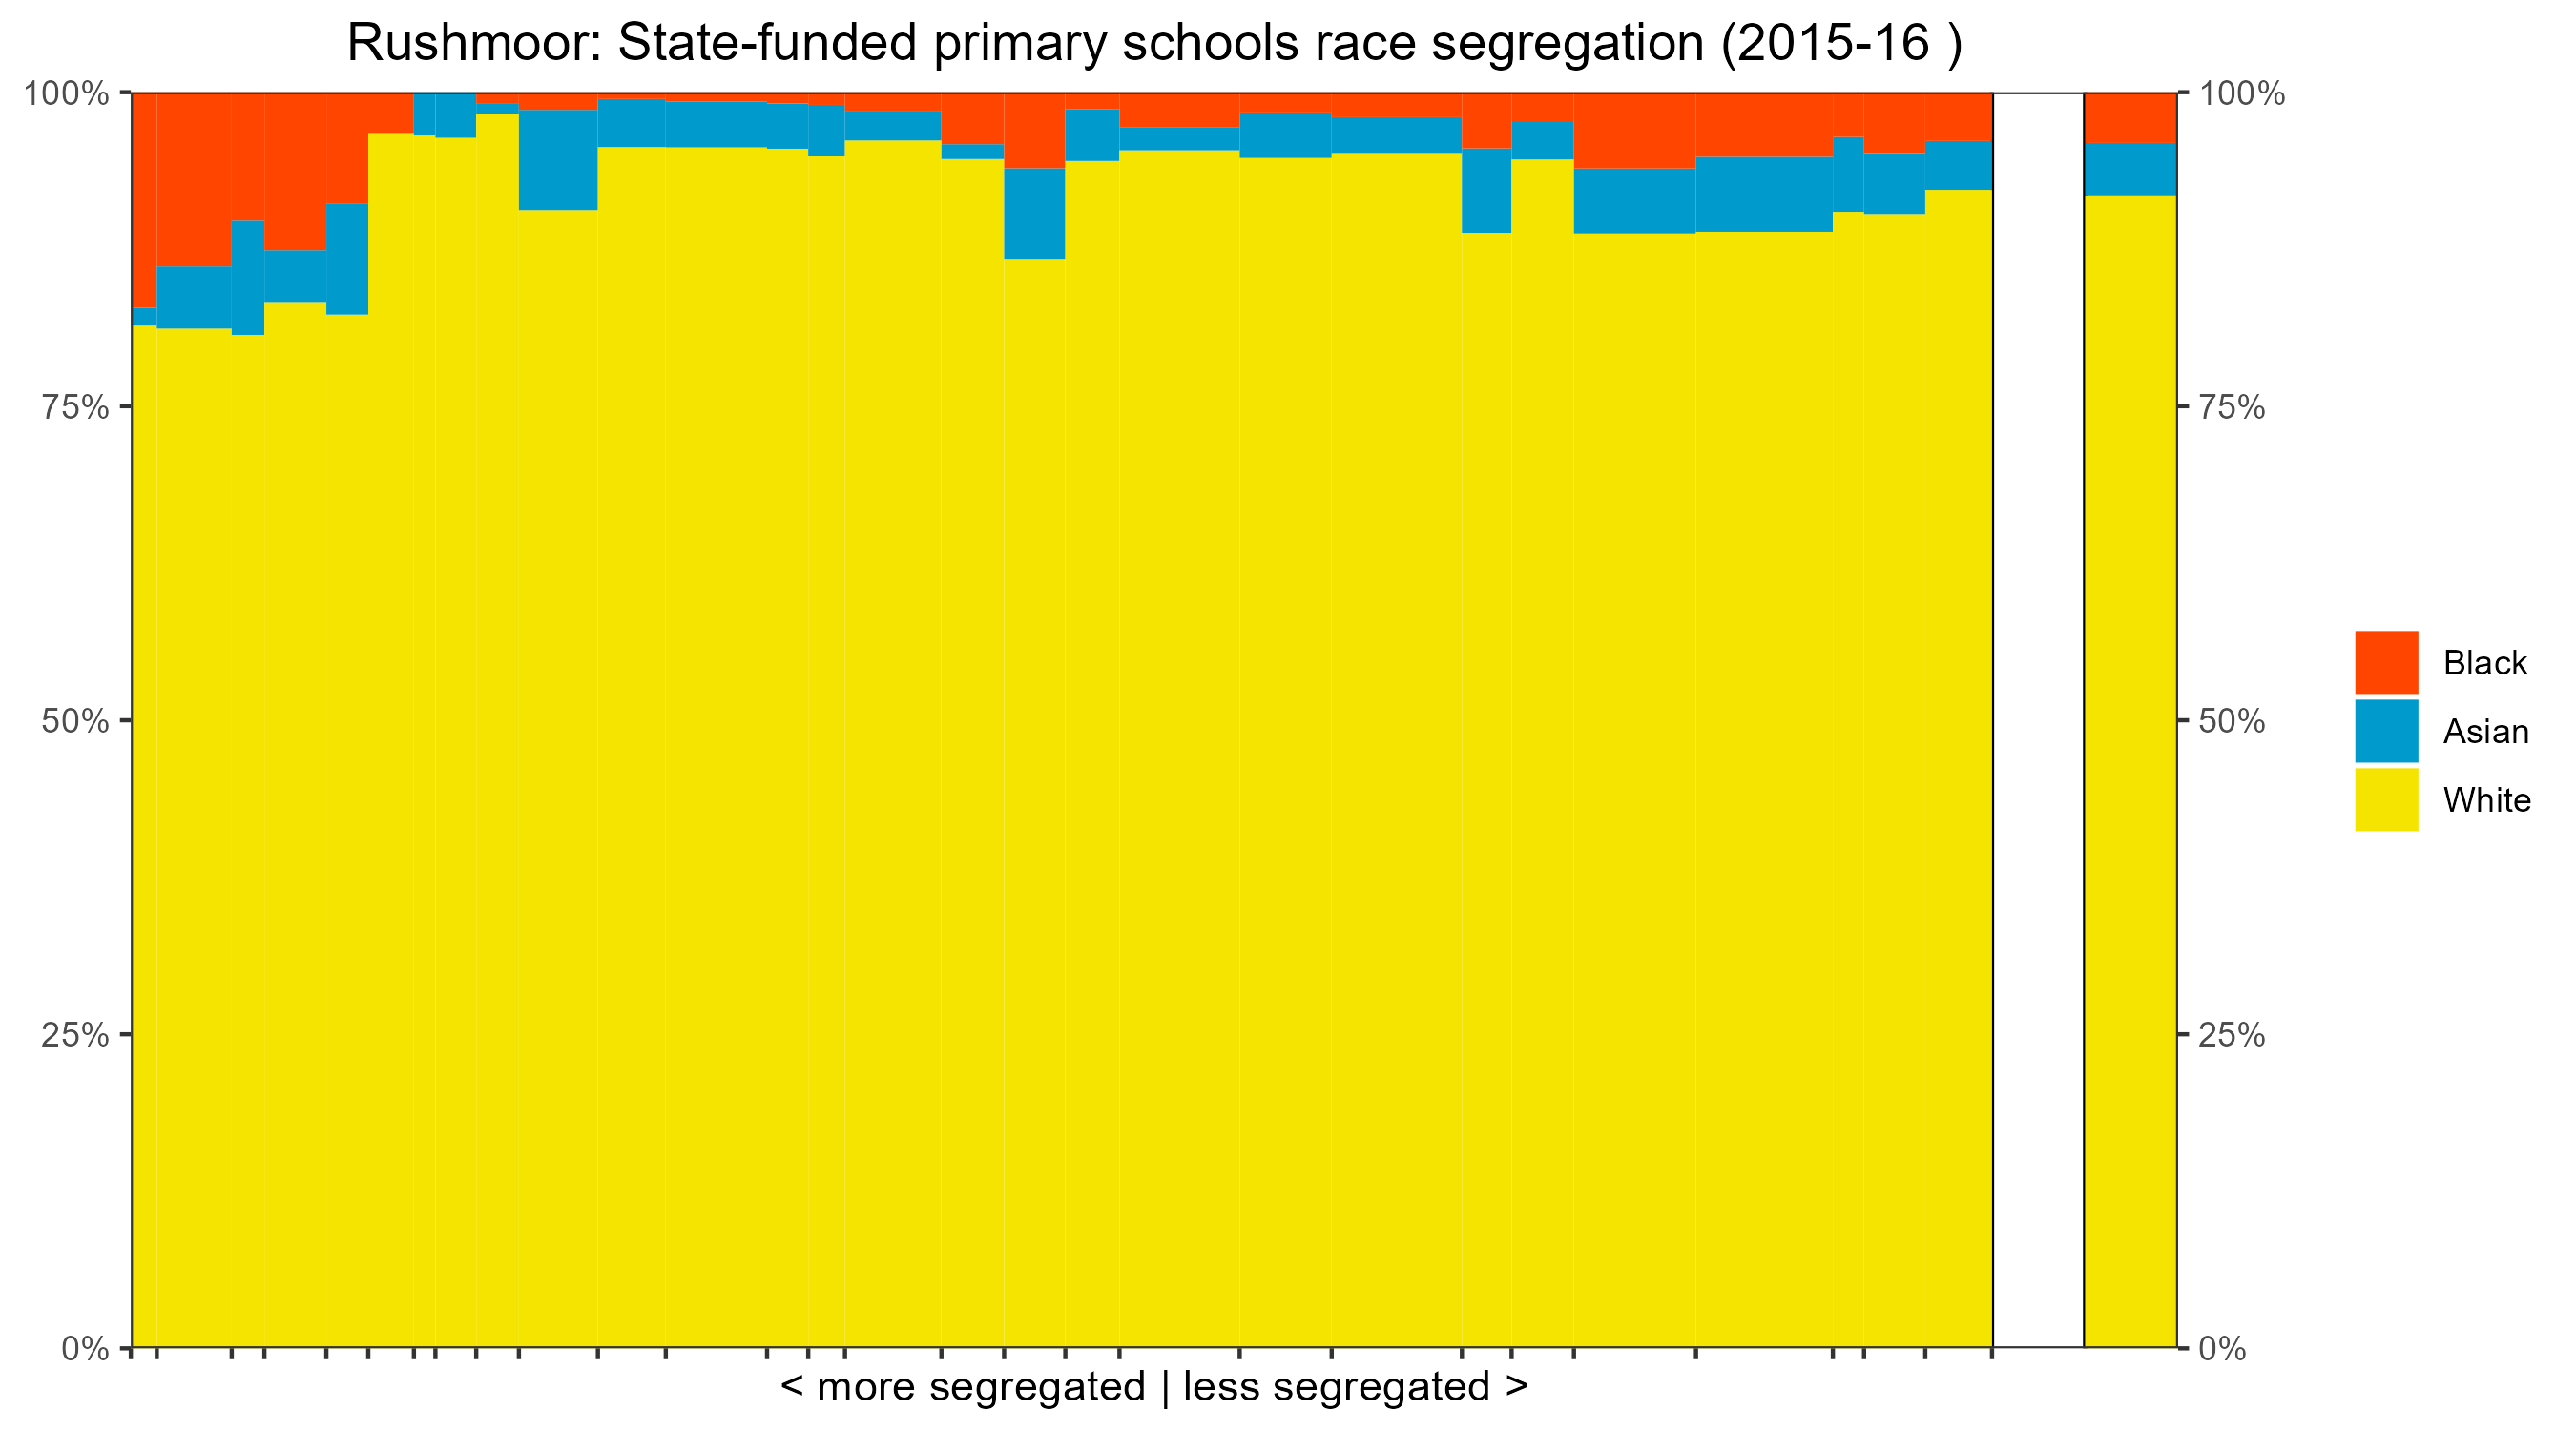 Rushmoor: State-funded primary schools race segregation (2015-16 )
100%
75%
50%
25%
0%
100%
75%
50%
25%
0%
Black
Asian
White
< more segregated | less segregated >